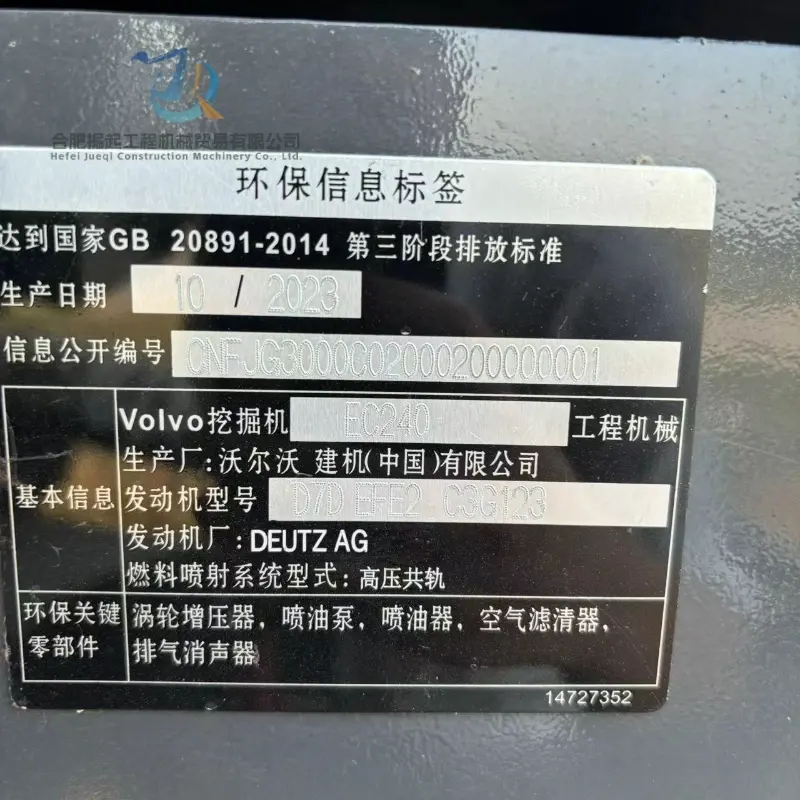 合肥掘起工程机械贸易有限公司
Hefei Jueqi Construction Machinery Co., Ltd.
环保信息标签
达到国家GB 20891-2014 第三阶段排放标准
生产日期 10 / 2023
信息公开编号 CNFJG3000C02000200000001
Volvo挖掘机 EC240 工程机械
生产厂:沃尔沃 建机(中国)有限公司
基本信息 发动机型号 D7D EFE2 C3G123
发动机厂:DEUTZ AG
燃料喷射系统型式:高压共轨
环保关键 涡轮增压器，喷油泵，喷油器，空气滤清器，
零部件 排气消声器
14727352